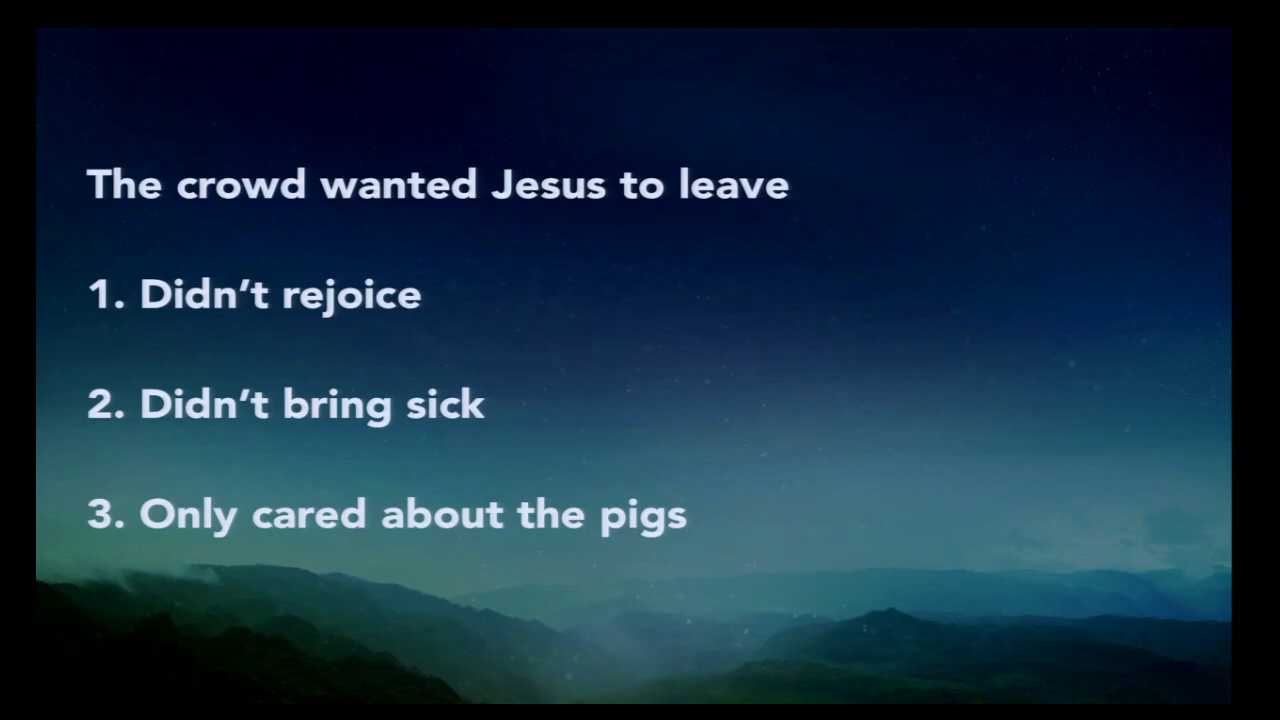 The crowd wanted Jesus to leave
1. Didn’t rejoice
2. Didn’t bring sick
3. Only cared about the pigs